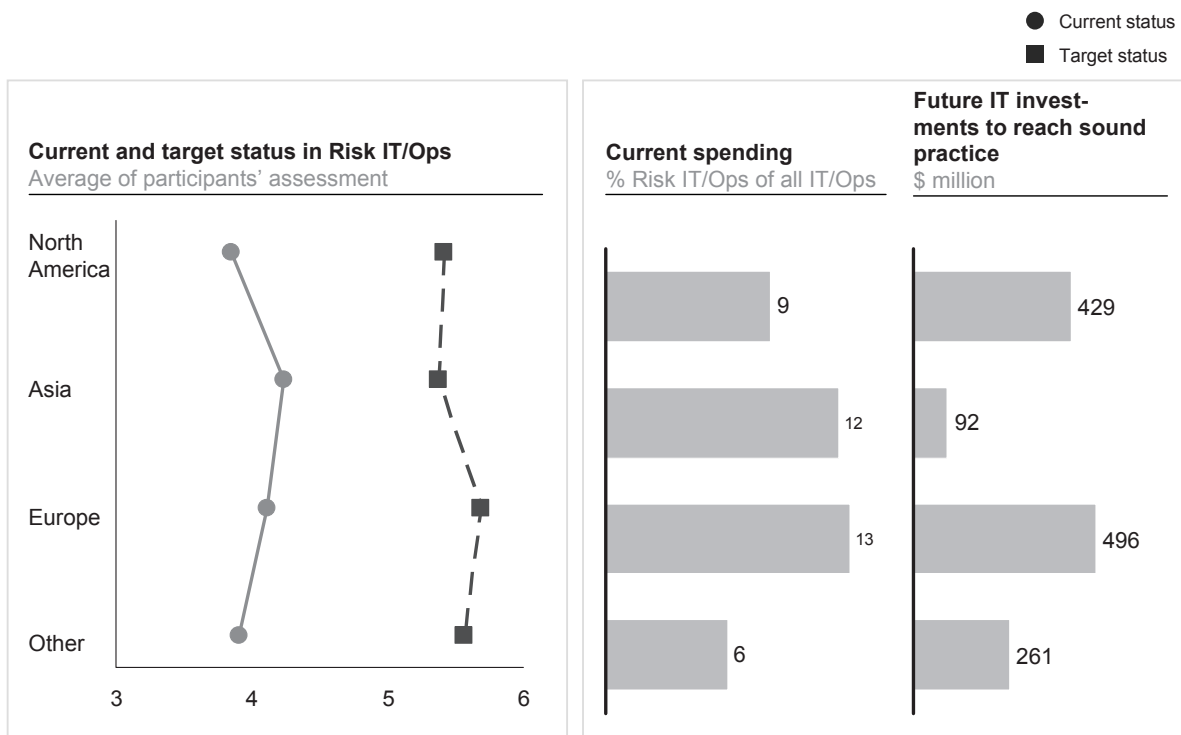 Current status
Target status
Current and target status in Risk IT/Ops
Average of participants' assessment
North
America
Asia
Europe
Other
3 4 5 6
Current spending
% Risk IT/Ops of all IT/Ops
9
12
13
6
Future IT invest-
ments to reach sound
practice
$ million
429
92
496
261